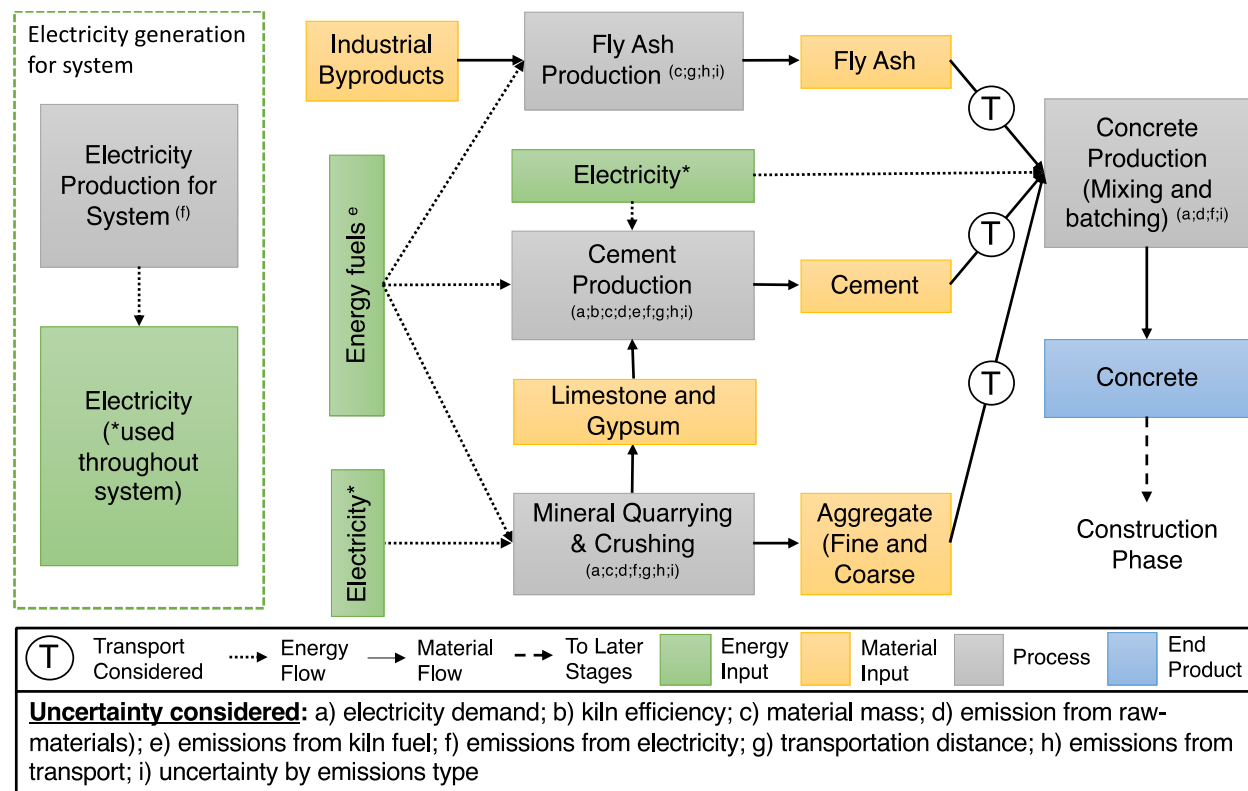 Electricity generation
for system
Electricity
Production for
System (f)
Electricity
(*used
throughout
system)
Industrial
Byproducts
Fly Ash
Production (c;g;h;i)
Fly Ash
T
Energy fuels e
Electricity*
Electricity*
Cement
Production
(a;b;c;d;e;f;g;h;i)
Cement
T
Limestone and
Gypsum
Mineral Quarrying
& Crushing
(a;c;d;f;g;h;i)
Aggregate
(Fine and
Coarse
T
Concrete
Production
(Mixing and
batching) (a;d;f;i)
Concrete
Construction
Phase
T
Transport
Considered
Energy
Flow
Material
Flow
To Later
Stages
Energy
Input
Material
Input
Process
End
Product
Uncertainty considered: a) electricity demand; b) kiln efficiency; c) material mass; d) emission from raw-
materials); e) emissions from kiln fuel; f) emissions from electricity; g) transportation distance; h) emissions from
transport; i) uncertainty by emissions type